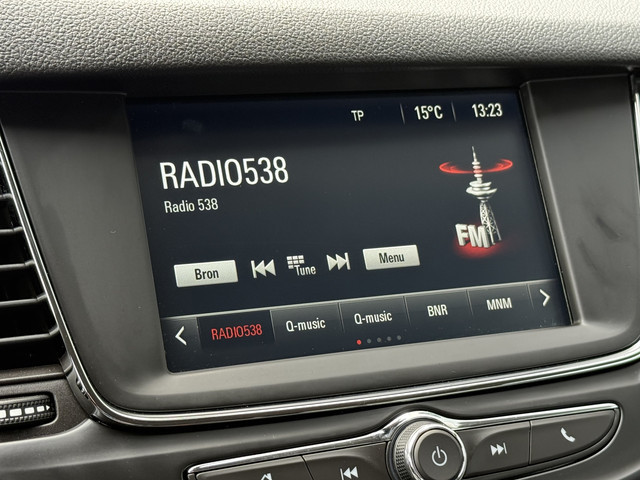 TP 15°C 13:23
RADIO538
Radio 538
FM
Bron Tune Menu
RADIO538 Q-music Q-music BNR MNM